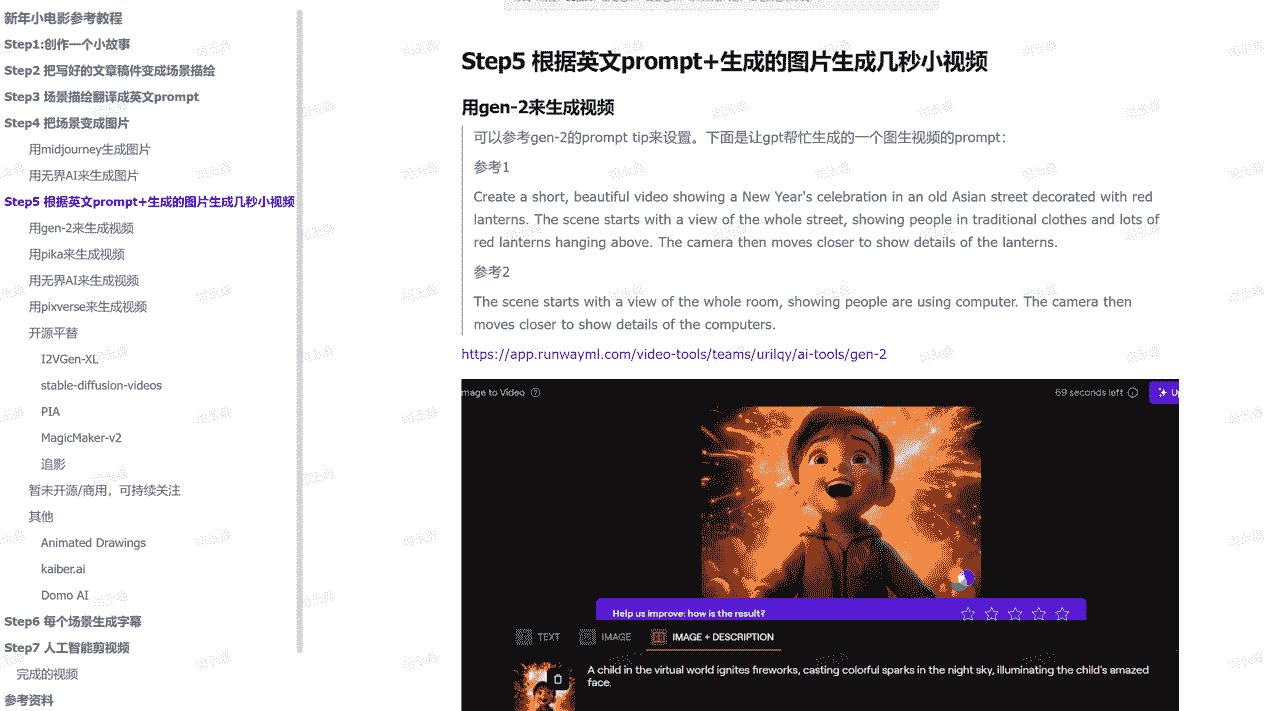 新年小电影参考教程
Step1:创作一个小故事
Step2 把写好的文章稿件变成场景描绘
Step3 场景描绘翻译成英文prompt
Step4 把场景变成图片
用midjourney生成图片
用无界AI来生成图片
Step5 根据英文prompt+生成的图片生成几秒小视频
用gen-2来生成视频
用pika来生成视频
用无界AI来生成视频
用pixverse来生成视频
开源平替
I2VGen-XL
stable-diffusion-videos
PIA
MagicMaker-v2
追影
暂未开源/商用，可持续关注
其他
Animated Drawings
kaiber.ai
Domo AI
Step6 每个场景生成字幕
Step7 人工智能剪视频
完成的视频
参考资料
Step5 根据英文prompt+生成的图片生成几秒小视频
用gen-2来生成视频
可以参考gen-2的prompt tip来设置。下面是让gpt帮忙生成的一个图生视频的prompt：
参考1
Create a short, beautiful video showing a New Year's celebration in an old Asian street decorated with red
lanterns. The scene starts with a view of the whole street, showing people in traditional clothes and lots of
red lanterns hanging above. The camera then moves closer to show details of the lanterns.
参考2
The scene starts with a view of the whole room, showing people are using computer. The camera then
moves closer to show details of the computers.
https://app.runwayml.com/video-tools/teams/urilqy/ai-tools/gen-2
mage to Video
59 seconds left
Up
Help us improve: how is the result?
TEXT IMAGE IMAGE + DESCRIPTION
A child in the virtual world ignites fireworks, casting colorful sparks in the night sky, illuminating the child's amazed
face.